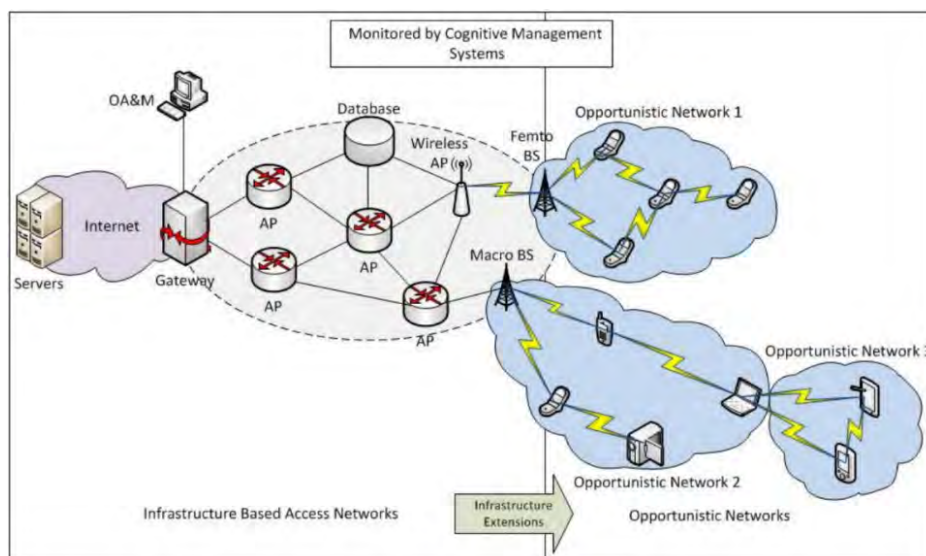 Monitored by Cognitive Management
Systems
OA&M
Database
Opportunistic Network 1
Femto
BS
Wireless
AP
Internet
AP
Servers
Gateway
AP
AP
AP
Macro BS
Opportunistic Network 3
Opportunistic Network 2
Infrastructure Based Access Networks
Infrastructure
Extensions
Opportunistic Networks